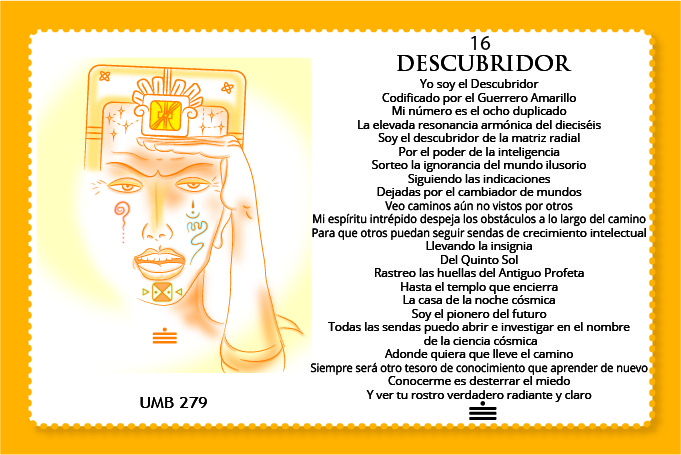 16
DESCUBRIDOR
Yo soy el Descubridor
Codificado por el Guerrero Amarillo
Mi número es el ocho duplicado
La elevada resonancia armónica del dieciséis
Soy el descubridor de la matriz radial
Por el poder de la inteligencia
Sorteo la ignorancia del mundo ilusorio
Siguiendo las indicaciones
Dejadas por el cambiador de mundos
Veo caminos aún no vistos por otros
Mi espíritu intrépido despeja los obstáculos a lo largo del camino
Para que otros puedan seguir sendas de crecimiento intelectual
Llevando la insignia
Del Quinto Sol
Rastreo las huellas del Antiguo Profeta
Hasta el templo que encierra
La casa de la noche cósmica
Soy el pionero del futuro
Todas las sendas puedo abrir e investigar en el nombre
de la ciencia cósmica
Adonde quiera que lleve el camino
Siempre será otro tesoro de conocimiento que aprender de nuevo
Conocerme es desterrar el miedo
Y ver tu rostro verdadero radiante y claro
UMB 279